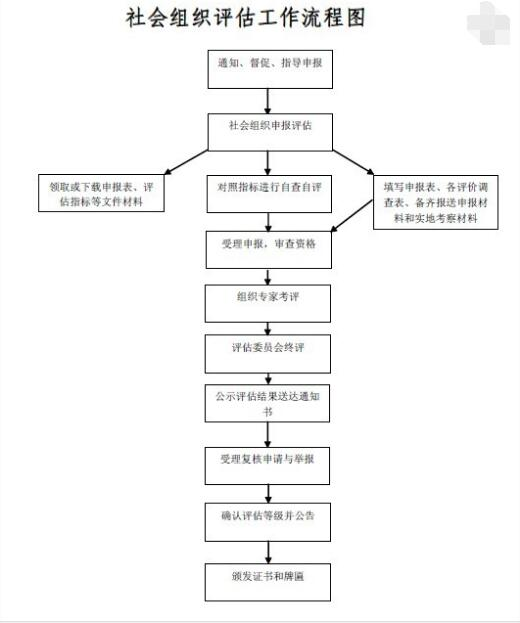 社会组织评估工作流程图
通知、督促、指导申报
社会组织申报评估
领取或下载申报表、评
估指标等文件材料
对照指标进行自查自评
填写申报表、各评价调
查表、备齐报送申报材
料和实地考察材料
受理申报，审查资格
组织专家考评
评估委员会终评
公示评估结果送达通知
书
受理复核申请与举报
确认评估等级并公告
颁发证书和牌匾